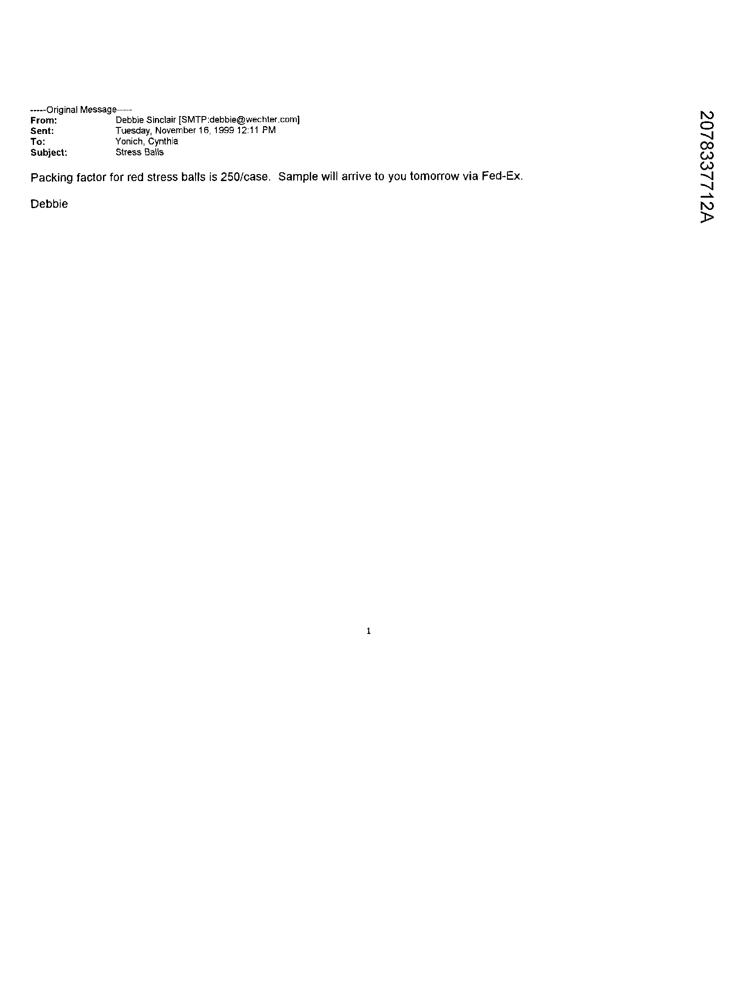 -----Original Message-----
From: Debbie Sinclair [SMTP:debbie@wechter.com]
Sent: Tuesday, November 16, 1999 12:11 PM
To: Yonich, Cynthia
Subject: Stress Balls
Packing factor for red stress balls is 250/case. Sample will arrive to you tomorrow via Fed-Ex.
Debbie
2078337712A
1